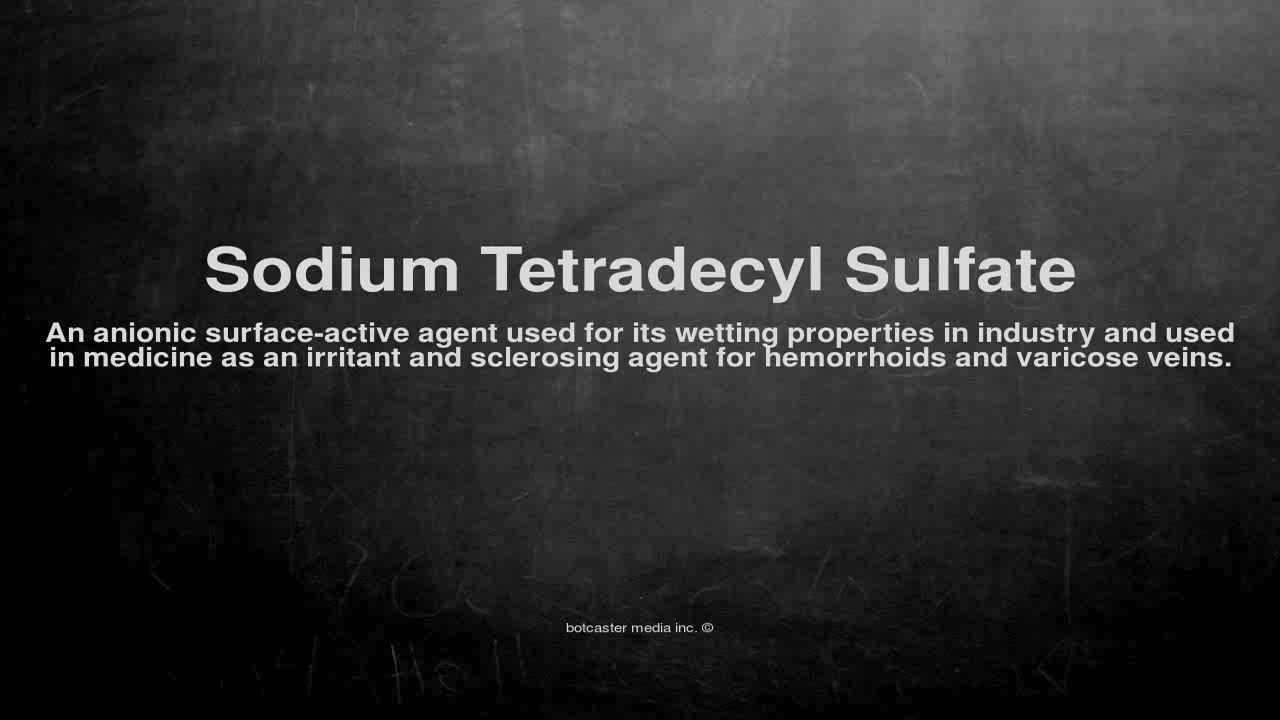 Sodium Tetradecyl Sulfate
An anionic surface-active agent used for its wetting properties in industry and used
in medicine as an irritant and sclerosing agent for hemorrhoids and varicose veins.
botcaster media inc. ©